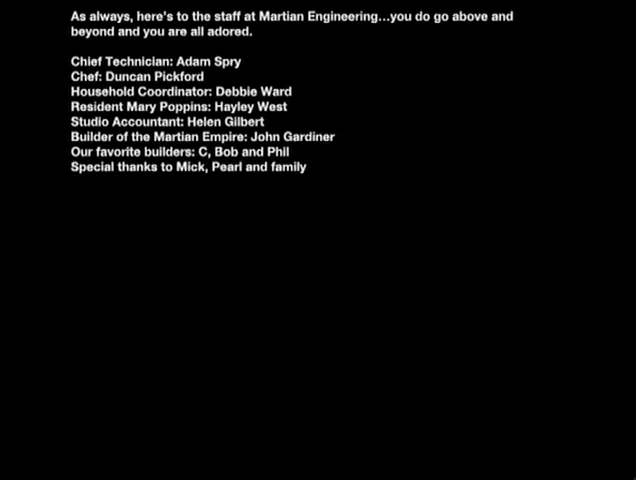 As always, here's to the staff at Martian Engineering...you do go above and
beyond and you are all adored.
Chief Technician: Adam Spry
Chef: Duncan Pickford
Household Coordinator: Debbie Ward
Resident Mary Poppins: Hayley West
Studio Accountant: Helen Gilbert
Builder of the Martian Empire: John Gardiner
Our favorite builders: C, Bob and Phil
Special thanks to Mick, Pearl and family